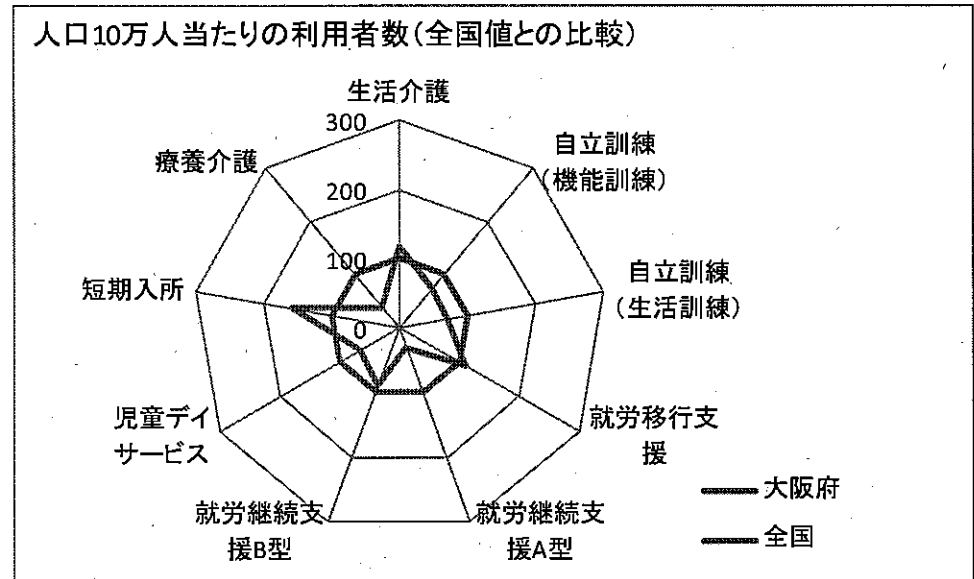 人口10万人当たりの利用者数(全国値との比較)
生活介護
300
自立訓練
(機能訓練)
療養介護
200
100
自立訓練
(生活訓練)
短期入所
0
児童デイ
サービス
就労移行支
援
大阪府
就労継続支
援B型
就労継続支
援A型
全国